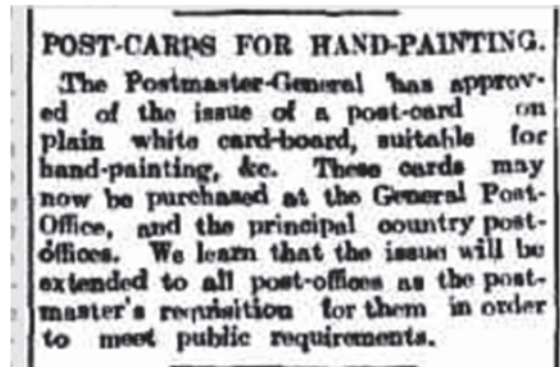 POST-CARDS FOR HAND-PAINTING.
The Postmaster-General has approv-
ed of the issue of a post-card on
plain white card-board, suitable for
hand-painting, &c. These cards may
now be purchased at the General Post-
Office, and the principal country post-
offices. We learn that the issue will be
extended to all post-offices as the post-
master's requisition for them in order
to meet public requirements.